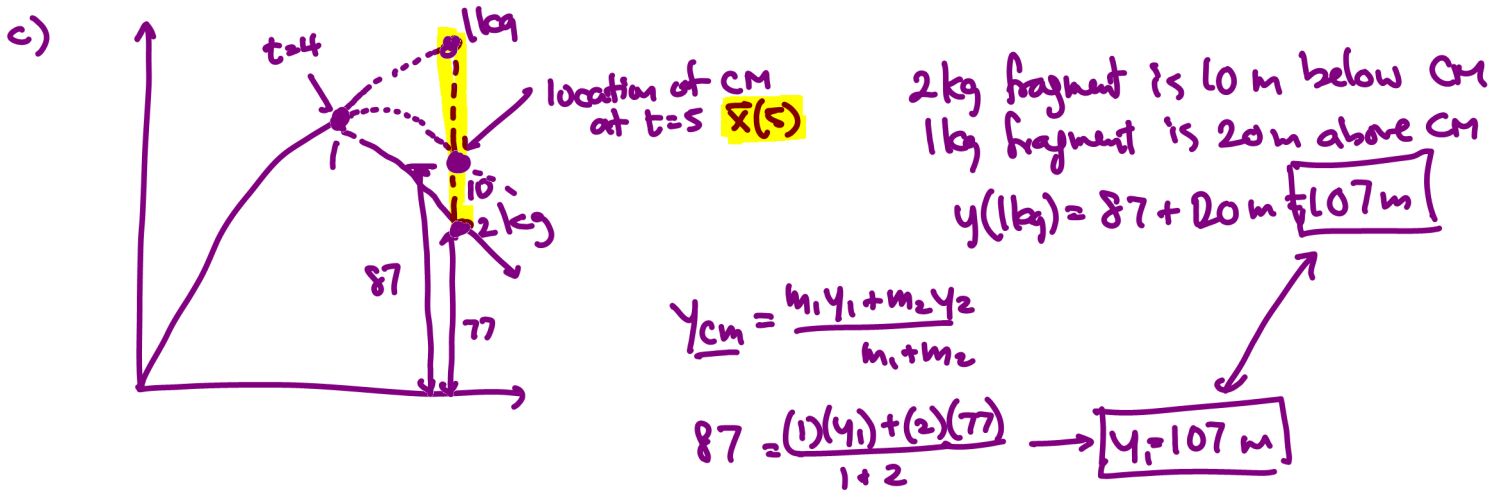 c)
t=4
1kg
location of CM
at t=5 x̄(5)
10
2kg
87
77
2kg fragment is 10 m below CM
1kg fragment is 20m above CM
y(1kg) = 87 + 20m = 107 m
Ycm = m₁y₁+m₂y₂ / m₁+m₂
87 = (1)(y₁)+(2)(77) / 1+2 → y₁=107 m